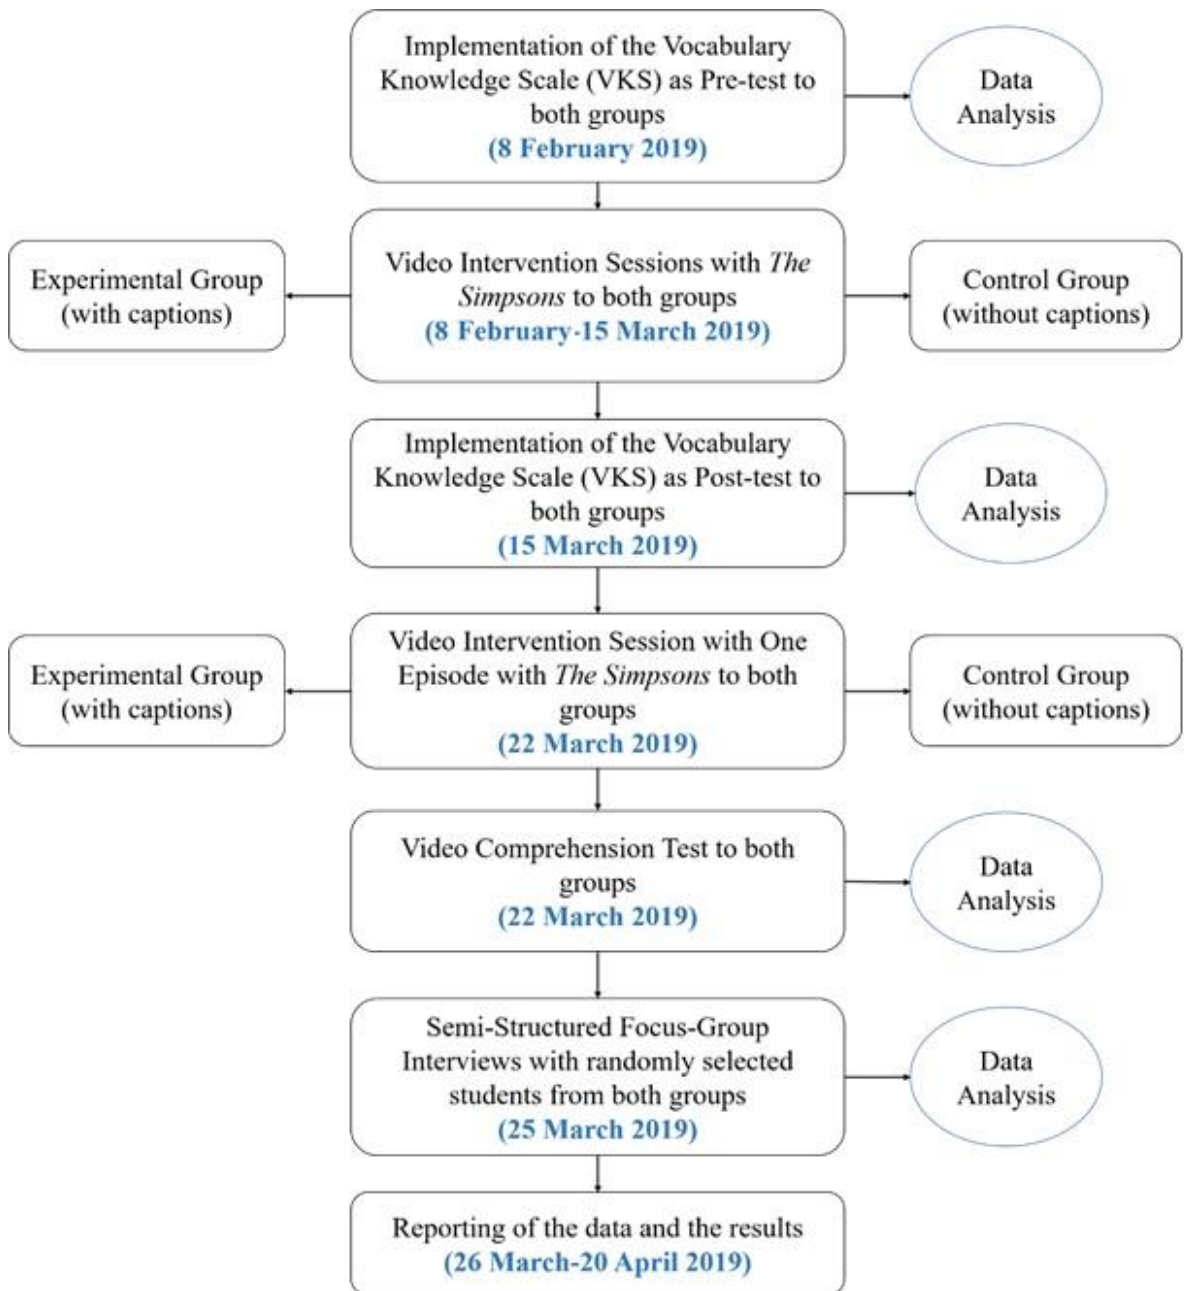 Implementation of the Vocabulary
Knowledge Scale (VKS) as Pre-test to
both groups
(8 February 2019)
Data
Analysis
Experimental Group
(with captions)
Video Intervention Sessions with The
Simpsons to both groups
(8 February-15 March 2019)
Control Group
(without captions)
Implementation of the Vocabulary
Knowledge Scale (VKS) as Post-test to
both groups
(15 March 2019)
Data
Analysis
Experimental Group
(with captions)
Video Intervention Session with One
Episode with The Simpsons to both
groups
(22 March 2019)
Control Group
(without captions)
Video Comprehension Test to both
groups
(22 March 2019)
Data
Analysis
Semi-Structured Focus-Group
Interviews with randomly selected
students from both groups
(25 March 2019)
Data
Analysis
Reporting of the data and the results
(26 March-20 April 2019)